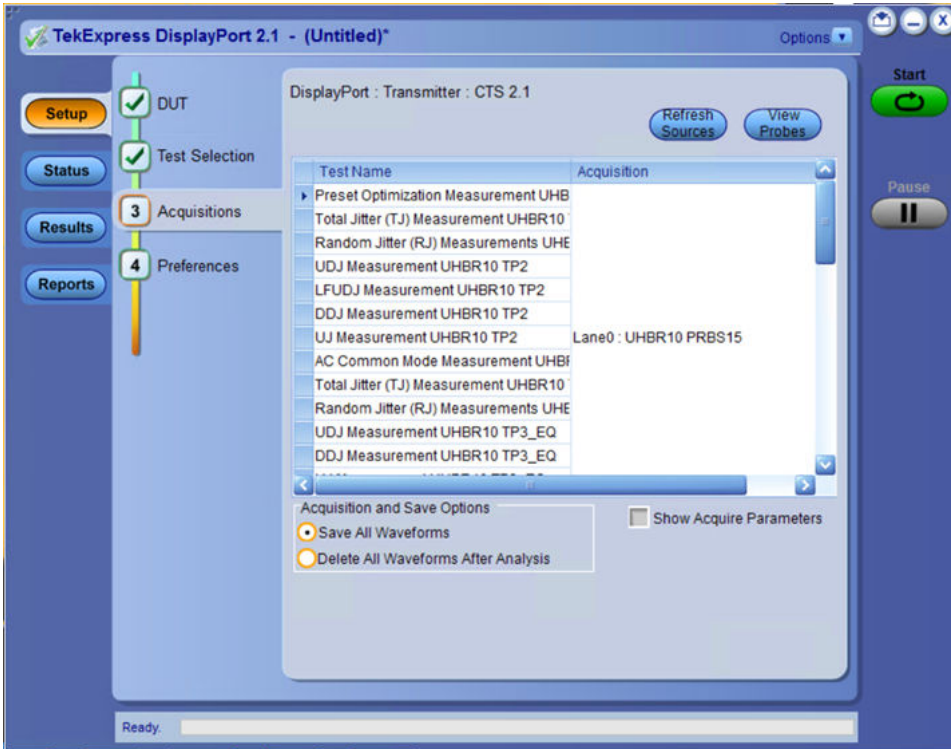 TekExpress DisplayPort 2.1 - (Untitled)*
Options
Start
Pause
Setup
Status
Results
Reports
DUT
Test Selection
3 Acquisitions
4 Preferences
DisplayPort : Transmitter : CTS 2.1
Refresh Sources
View Probes
Test Name Acquisition
Preset Optimization Measurement UHB
Total Jitter (TJ) Measurement UHBR10
Random Jitter (RJ) Measurements UHB
UDJ Measurement UHBR10 TP2
LFUDJ Measurement UHBR10 TP2
DDJ Measurement UHBR10 TP2
UJ Measurement UHBR10 TP2 Lane0 : UHBR10 PRBS15
AC Common Mode Measurement UHB
Total Jitter (TJ) Measurement UHBR10
Random Jitter (RJ) Measurements UHB
UDJ Measurement UHBR10 TP3_EQ
DDJ Measurement UHBR10 TP3_EQ
Acquisition and Save Options
Save All Waveforms
Delete All Waveforms After Analysis
Show Acquire Parameters
Ready.